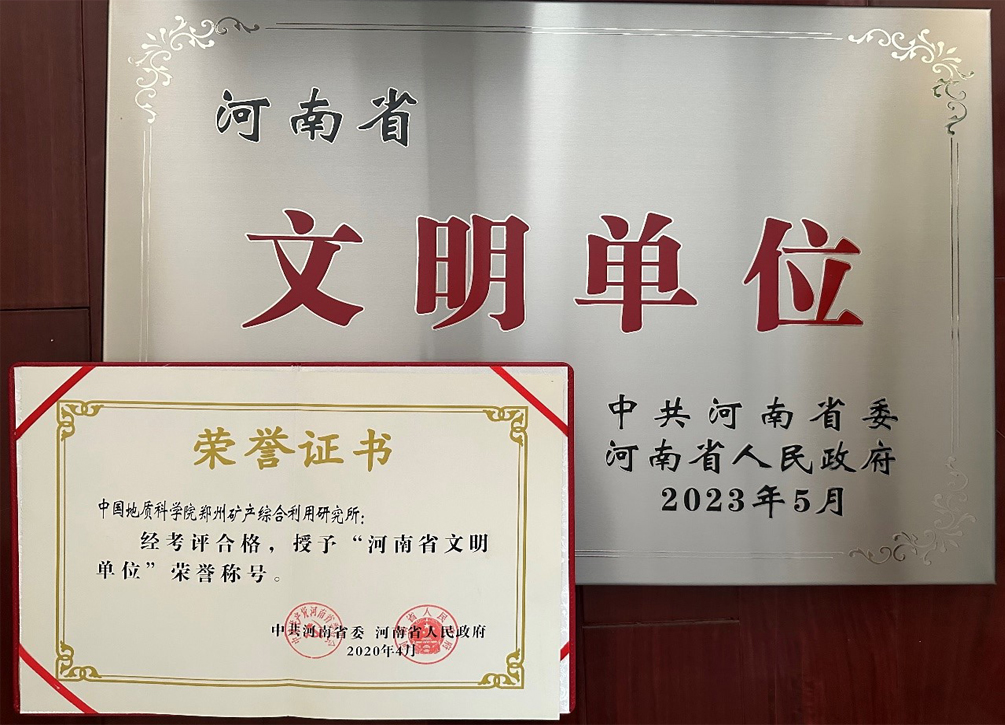 河南省
文明单位
中共河南省委
河南省人民政府
2023年5月
荣誉证书
中国地质科学院郑州矿产综合利用研究所：
经考评合格，授予“河南省文明
单位”荣誉称号。
中共河南省委 河南省人民政府
2020年4月